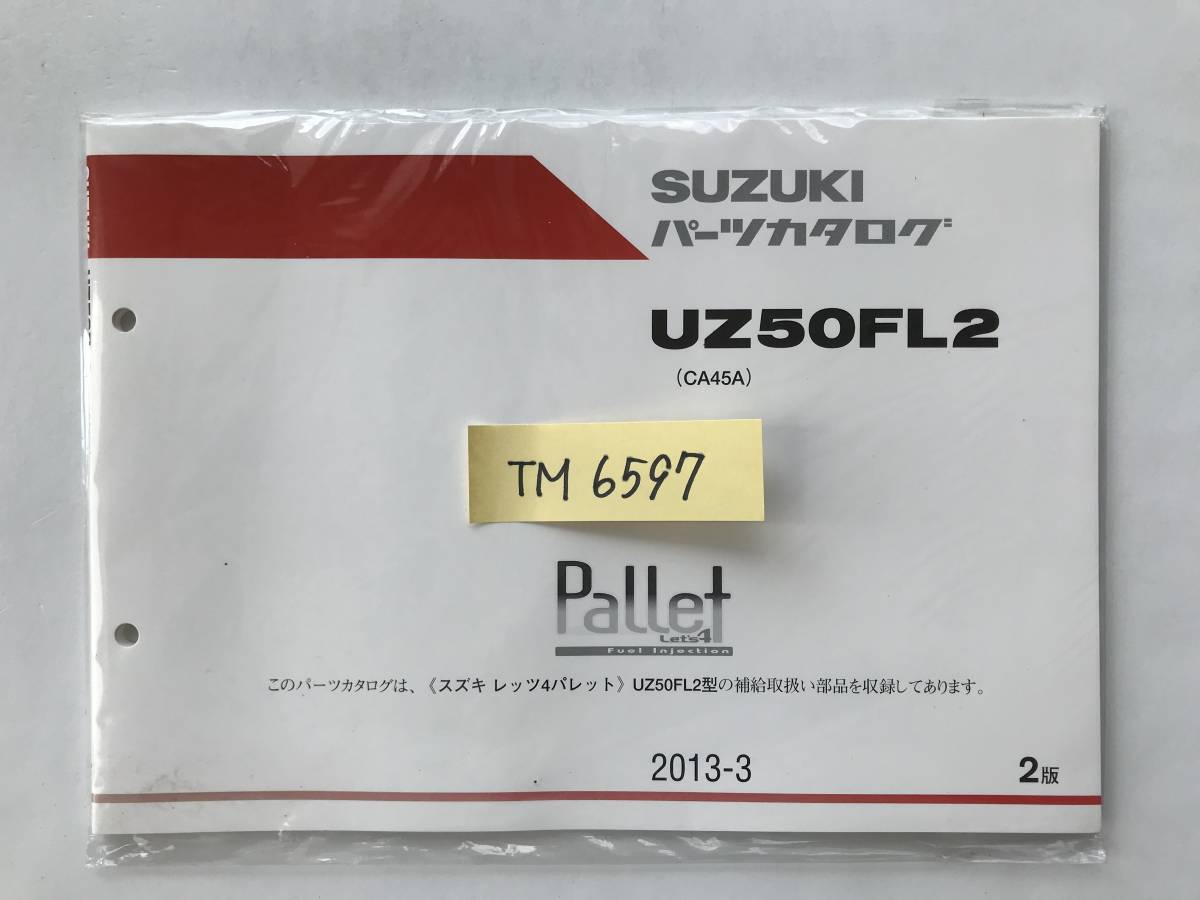 SUZUKI
パーツカタログ
UZ50FL2
(CA45A)
TM 6597
Pallet
Let's4
Fuel Injection
このパーツカタログは、《スズキ レッツ4パレット》UZ50FL2型の補給取扱い部品を収録してあります。
2013-3
2版